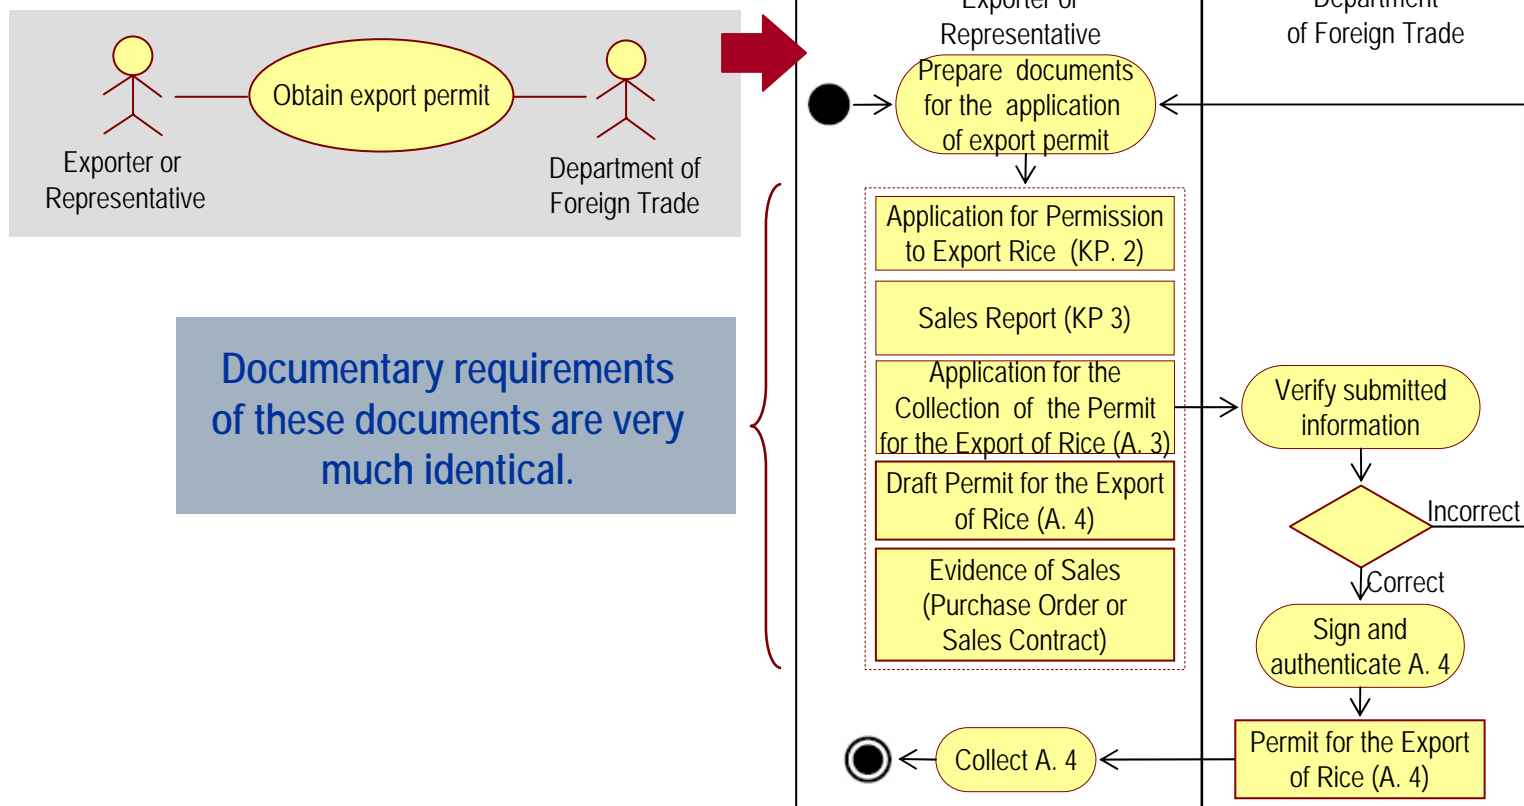 Obtain export permit
Exporter or
Representative
Department of
Foreign Trade
Documentary requirements
of these documents are very
much identical.
Exporter or
Representative
Department
of Foreign Trade
Prepare documents
for the application
of export permit
Application for Permission
to Export Rice (KP. 2)
Sales Report (KP 3)
Application for the
Collection of the Permit
for the Export of Rice (A. 3)
Draft Permit for the Export
of Rice (A. 4)
Evidence of Sales
(Purchase Order or
Sales Contract)
Verify submitted
information
Incorrect
Correct
Sign and
authenticate A. 4
Permit for the Export
of Rice (A. 4)
Collect A. 4